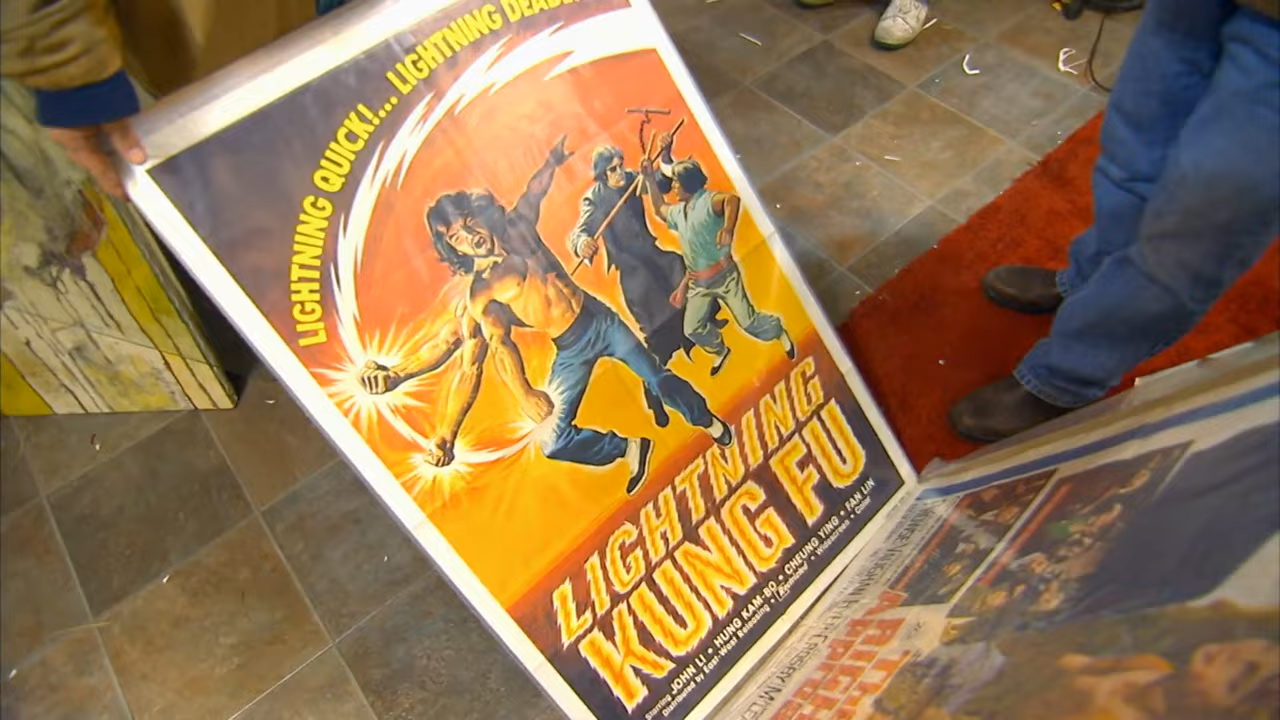 LIGHTNING QUICK!... LIGHTNING
LIGHTNING
KUNG FU
Starring JOHN LI • HUNG KAM-BO • CHEUNG YING • FAN LIN
Distributed by East-West Releasing • Restricted • Widescreen • Color